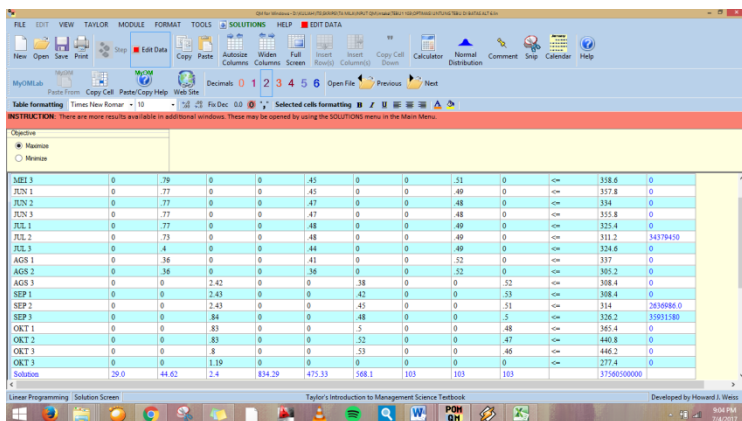 FILE EDIT VIEW TAYLOR MODULE FORMAT TOOLS SOLUTIONS HELP EDIT DATA
New Open Save Print Step Edit Data Copy Paste Autosize Columns Widen Columns Full Screen Insert Row(s) Insert Column(s) Copy Cell Down Calculator Normal Distribution Comment Snip Calendar Help
MyOMLab Paste From Copy Cell Paste/Copy Help Web Site Decimals 0 1 2 3 4 5 6 Open File Previous Next
Table formatting Times New Romar 10 Fix Dec 0.0 Selected cells formatting B I U
INSTRUCTION: There are more results available in additional windows. These may be opened by using the SOLUTIONS menu in the Main Menu.
Objective
Maximize
Minimize
MEI 3 0 .79 0 0 .45 0 0 .51 0 <= 358.6 0
JUN 1 0 .77 0 0 .45 0 0 .49 0 <= 357.8 0
JUN 2 0 .77 0 0 .47 0 0 .48 0 <= 334 0
JUN 3 0 .77 0 0 .47 0 0 .48 0 <= 355.8 0
JUL 1 0 .77 0 0 .48 0 0 .49 0 <= 325.4 0
JUL 2 0 .73 0 0 .48 0 0 .49 0 <= 311.2 34379450
JUL 3 0 .4 0 0 .44 0 0 .49 0 <= 324.6 0
AGS 1 0 .36 0 0 .41 0 0 .52 0 <= 337 0
AGS 2 0 .36 0 0 .36 0 0 .52 0 <= 305.2 0
AGS 3 0 0 2.42 0 0 .38 0 0 .52 <= 308.4 0
SEP 1 0 0 2.43 0 0 .42 0 0 .53 <= 308.4 0
SEP 2 0 0 2.43 0 0 .45 0 0 .51 <= 314 2636986.0
SEP 3 0 0 .84 0 0 .48 0 0 .5 <= 326.2 35931580
OKT 1 0 0 .83 0 0 .5 0 0 .48 <= 365.4 0
OKT 2 0 0 .83 0 0 .52 0 0 .47 <= 440.8 0
OKT 3 0 0 .8 0 0 .53 0 0 .46 <= 446.2 0
OKT 3 0 0 1.19 0 0 0 0 0 0 <= 277.4 0
Solution 29.0 44.62 2.4 834.29 475.33 568.1 103 103 103 37560500000
Linear Programming Solution Screen Taylor's Introduction to Management Science Textbook Developed by Howard J. Weiss
POM QM
9:04 PM
7/4/2017